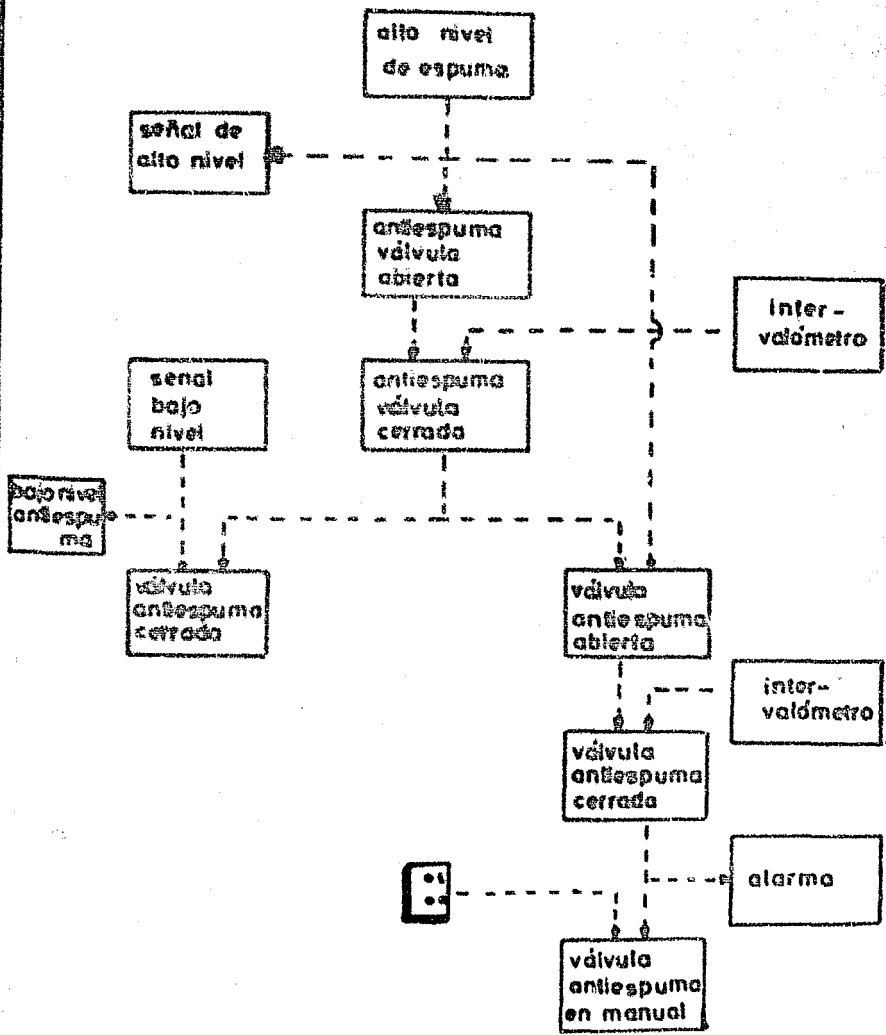 alto nivel
de espuma
señal de
alto nivel
antiespuma
válvula
abierta
inter-
valómetro
senal
bajo
nivel
antiespuma
válvula
cerrada
bajo nivel
antiespu
ma
válvula
antiespuma
cerrada
válvula
antiespuma
abierta
inter-
valómetro
válvula
antiespuma
cerrada
alarma
válvula
antiespuma
en manual